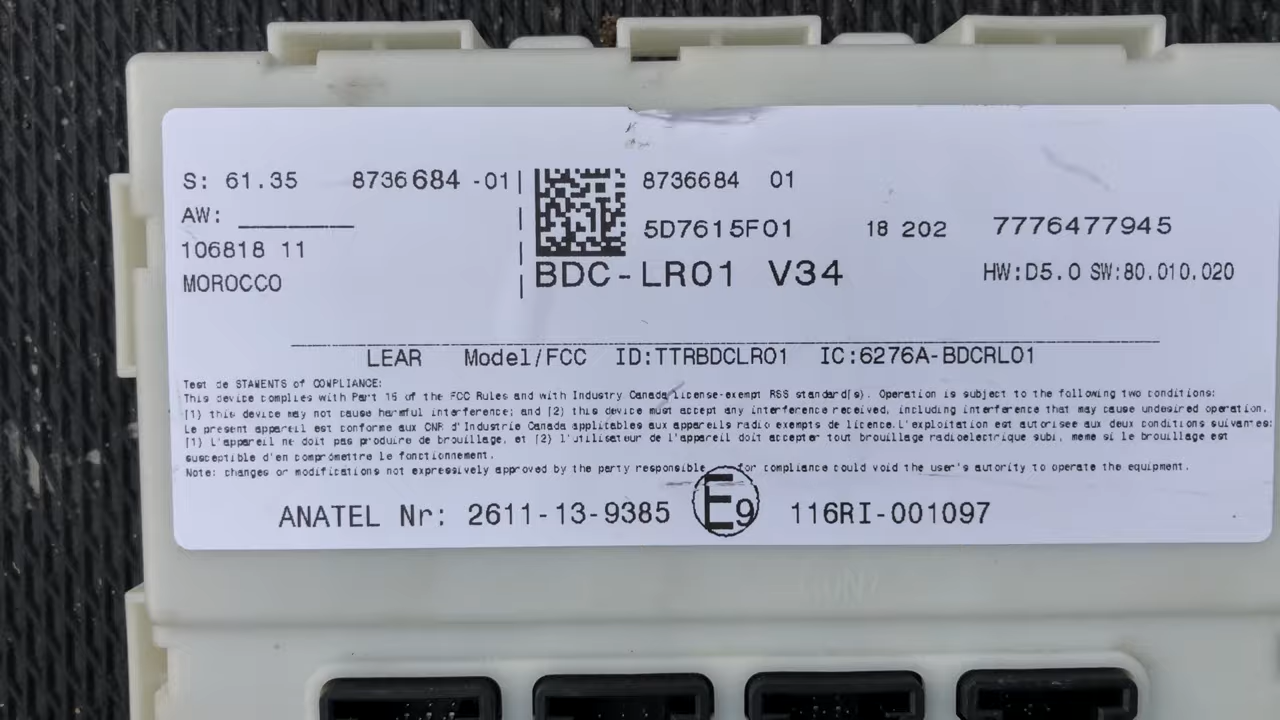 S: 61.35 8736684 -01| 8736684 01
AW: ________ 5D7615F01 18 202 7776477945
106818 11
MOROCCO BDC-LR01 V34 HW:D5.0 SW:80.010.020
LEAR Model/FCC ID:TTRBDCLR01 IC:6276A-BDCRL01
Test de STAMENTS of COMPLIANCE:
This device complies with Part 15 of the FCC Rules and with Industry Canada license-exempt RSS standard(s). Operation is subject to the following two conditions:
(1) this device may not cause harmful interference; and (2) this device must accept any interference received, including interference that may cause undesired operation.
Le present appareil est conforme aux CNR d'Industrie Canada applicables aux appareils radio exempts de licence.L'exploitation est autorisee aux deux conditions suivantes:
(1) L'appareil ne doit pas produire de brouillage, et (2) l'utilisateur de l'appareil doit accepter tout brouillage radioelectrique subi, meme si le brouillage est
susceptible d'en compromettre le fonctionnement.
Note: changes or modifications not expressively approved by the party responsible for compliance could void the user's autority to operate the equipment.
ANATEL Nr: 2611-13-9385 E9 116RI-001097